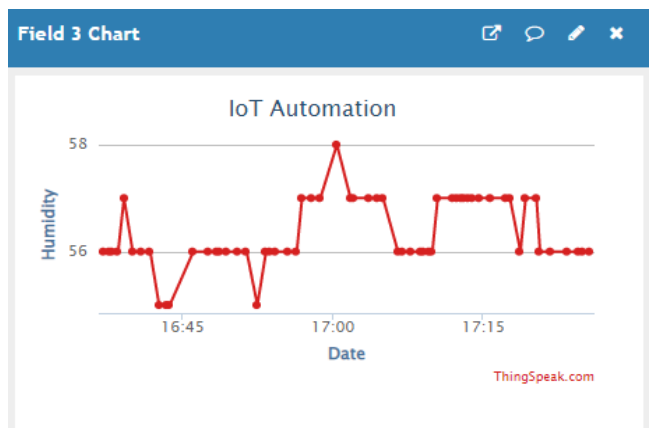 Field 3 Chart
IoT Automation
58
56
Humidity
16:45 17:00 17:15
Date
ThingSpeak.com